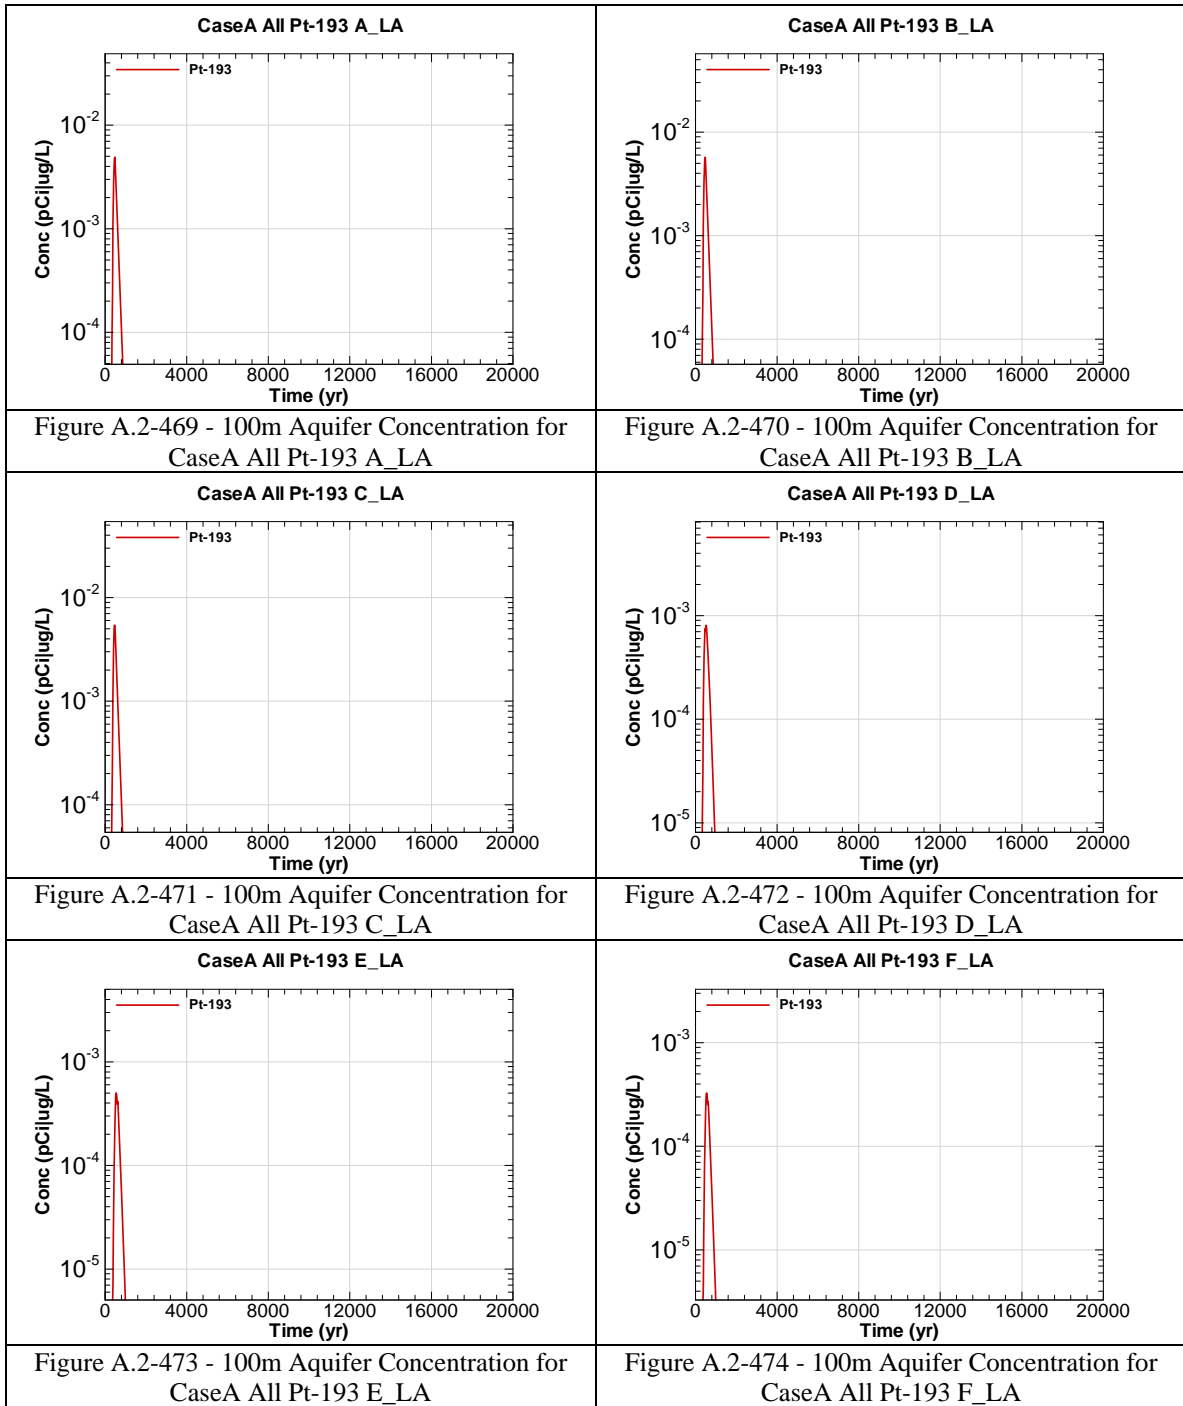 CaseA All Pt-193 A_LA
Pt-193
Conc (pCi|ug/L)
10-2
10-3
10-4
0 4000 8000 12000 16000 20000
Time (yr)
Figure A.2-469 - 100m Aquifer Concentration for
CaseA All Pt-193 A_LA
CaseA All Pt-193 B_LA
Pt-193
Conc (pCi|ug/L)
10-2
10-3
10-4
0 4000 8000 12000 16000 20000
Time (yr)
Figure A.2-470 - 100m Aquifer Concentration for
CaseA All Pt-193 B_LA
CaseA All Pt-193 C_LA
Pt-193
Conc (pCi|ug/L)
10-2
10-3
10-4
0 4000 8000 12000 16000 20000
Time (yr)
Figure A.2-471 - 100m Aquifer Concentration for
CaseA All Pt-193 C_LA
CaseA All Pt-193 D_LA
Pt-193
Conc (pCi|ug/L)
10-3
10-4
10-5
0 4000 8000 12000 16000 20000
Time (yr)
Figure A.2-472 - 100m Aquifer Concentration for
CaseA All Pt-193 D_LA
CaseA All Pt-193 E_LA
Pt-193
Conc (pCi|ug/L)
10-3
10-4
10-5
0 4000 8000 12000 16000 20000
Time (yr)
Figure A.2-473 - 100m Aquifer Concentration for
CaseA All Pt-193 E_LA
CaseA All Pt-193 F_LA
Pt-193
Conc (pCi|ug/L)
10-3
10-4
10-5
0 4000 8000 12000 16000 20000
Time (yr)
Figure A.2-474 - 100m Aquifer Concentration for
CaseA All Pt-193 F_LA